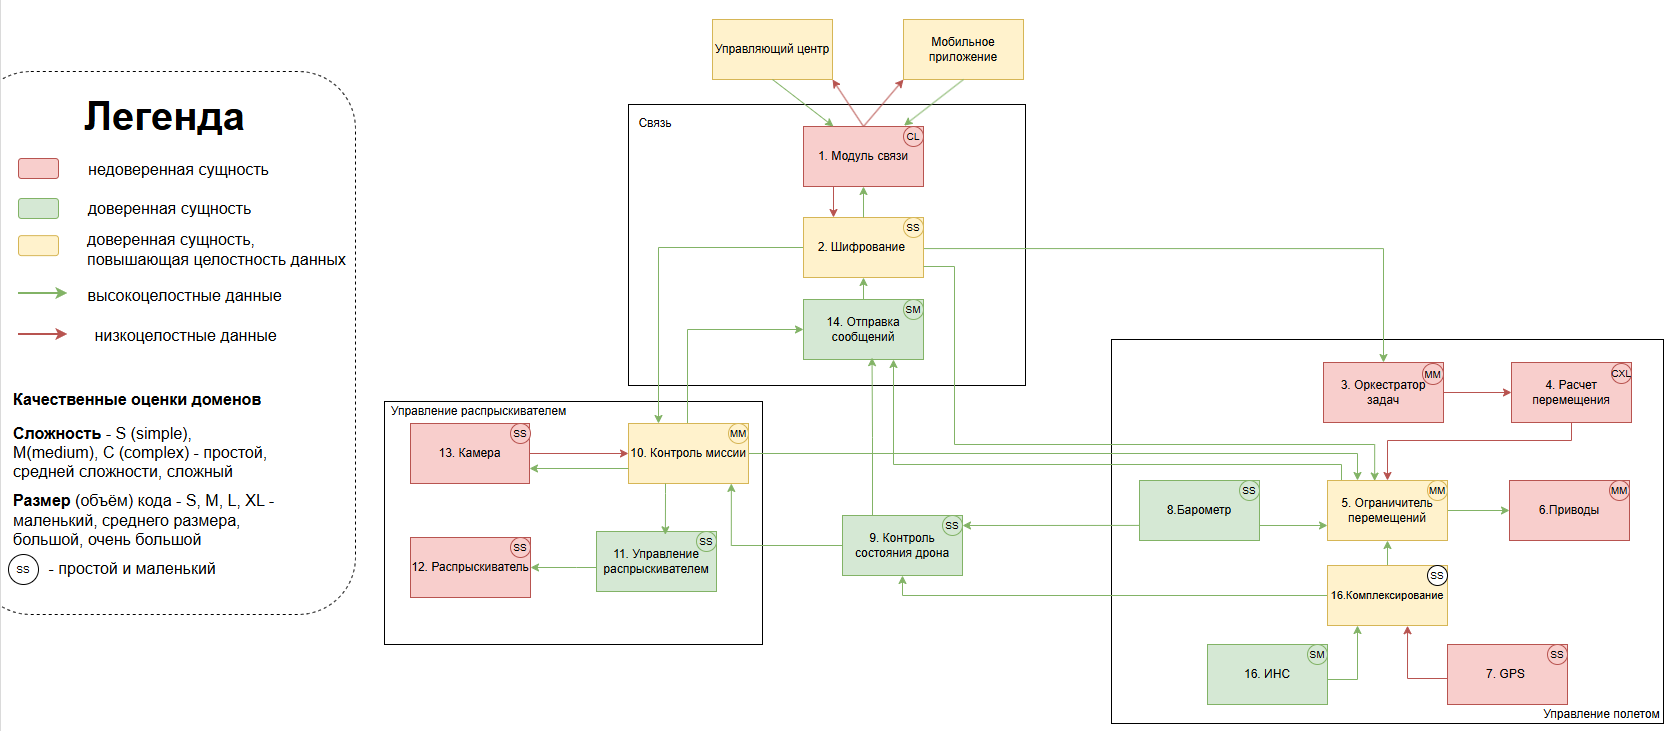 Легенда
недоверенная сущность
доверенная сущность
доверенная сущность,
повышающая целостность данных
высокоцелостные данные
низкоцелостные данные
Качественные оценки доменов
Сложность - S (simple),
M(medium), C (complex) - простой,
средней сложности, сложный
Размер (объём) кода - S, M, L, XL -
маленький, среднего размера,
большой, очень большой
SS - простой и маленький
Управляющий центр
Мобильное
приложение
Связь
CL
1. Модуль связи
SS
2. Шифрование
SM
14. Отправка
сообщений
Управление распрыскивателем
SS
13. Камера
MM
10. Контроль миссии
SS
11. Управление
распрыскивателем
SS
12. Распрыскиватель
SS
9. Контроль
состояния дрона
MM
3. Оркестратор
задач
CXL
4. Расчет
перемещения
SS
8.Барометр
MM
5. Ограничитель
перемещений
MM
6.Приводы
SS
16.Комплексирование
SM
16. ИНС
SS
7. GPS
Управление полетом